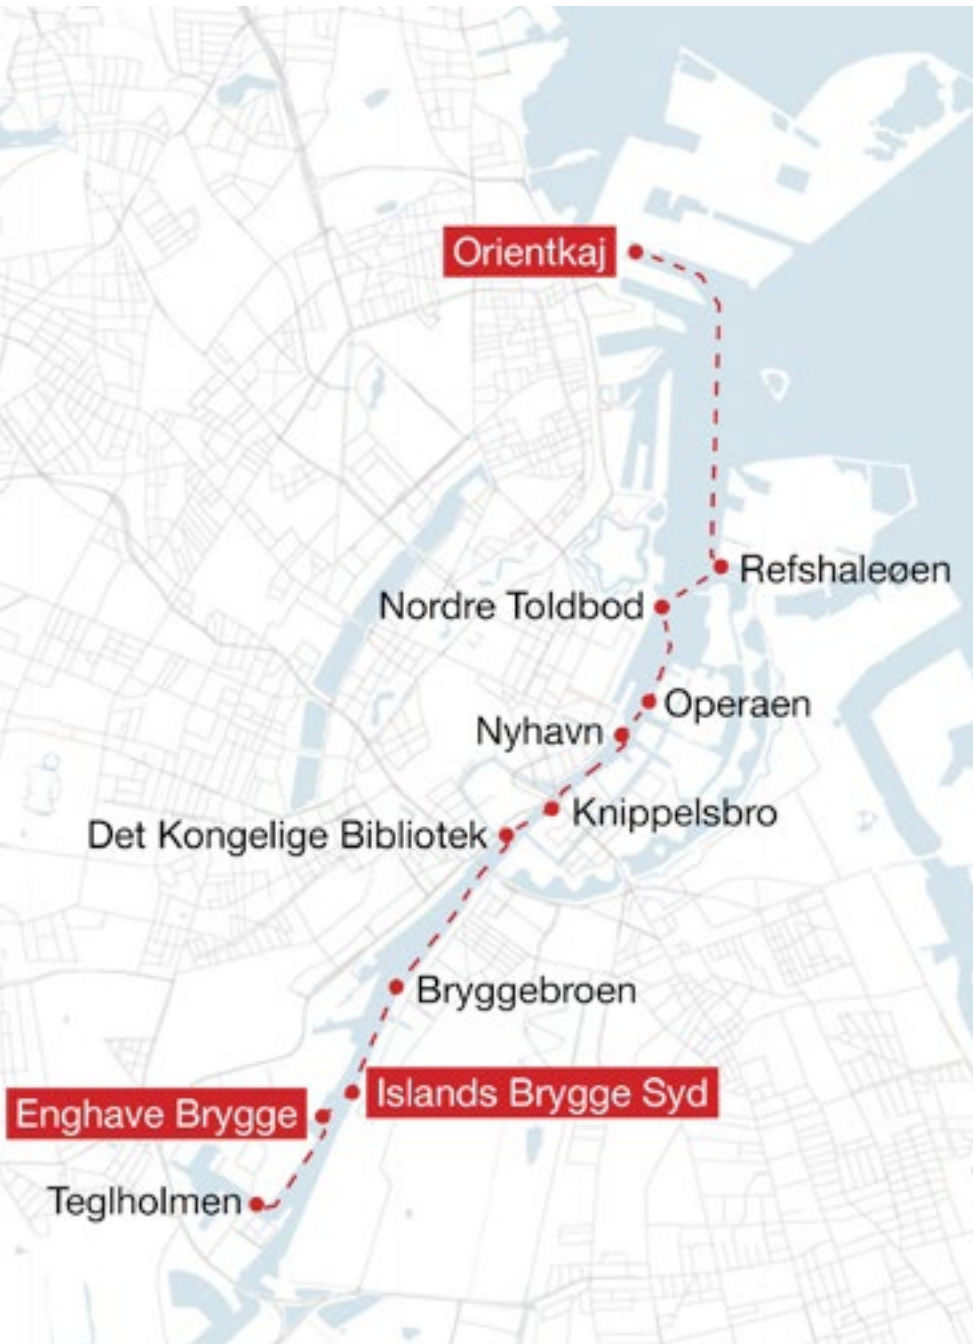 Orientkaj
Refshaleøen
Nordre Toldbod
Operaen
Nyhavn
Knippelsbro
Det Kongelige Bibliotek
Bryggebroen
Islands Brygge Syd
Enghave Brygge
Teglholmen